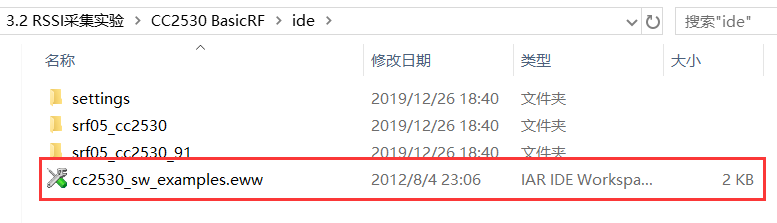 3.2 RSSI采集实验 > CC2530 BasicRF > ide > 搜索"ide"
名称 修改日期 类型 大小
settings 2019/12/26 18:40 文件夹
srf05_cc2530 2019/12/26 18:40 文件夹
srf05_cc2530_91 2019/12/26 18:40 文件夹
cc2530_sw_examples.eww 2012/8/4 23:06 IAR IDE Workspa... 2 KB